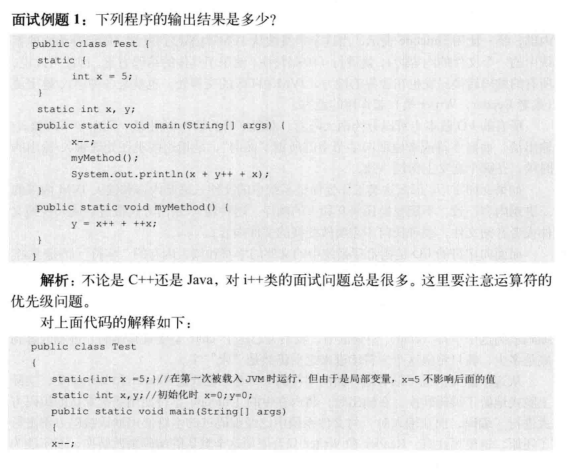 面试例题 1：下列程序的输出结果是多少?
public class Test {
static {
int x = 5;
}
static int x, y;
public static void main(String[] args) {
x--;
myMethod();
System.out.println(x + y++ + x);
}
public static void myMethod() {
y = x++ + ++x;
}
}
解析：不论是 C++还是 Java，对 i++类的面试问题总是很多。这里要注意运算符的
优先级问题。
对上面代码的解释如下：
public class Test
{
static{int x =5;}//在第一次被载入 JVM 时运行，但由于是局部变量，x=5 不影响后面的值
static int x,y;//初始化时 x=0;y=0;
public static void main(String[] args)
{
x--;